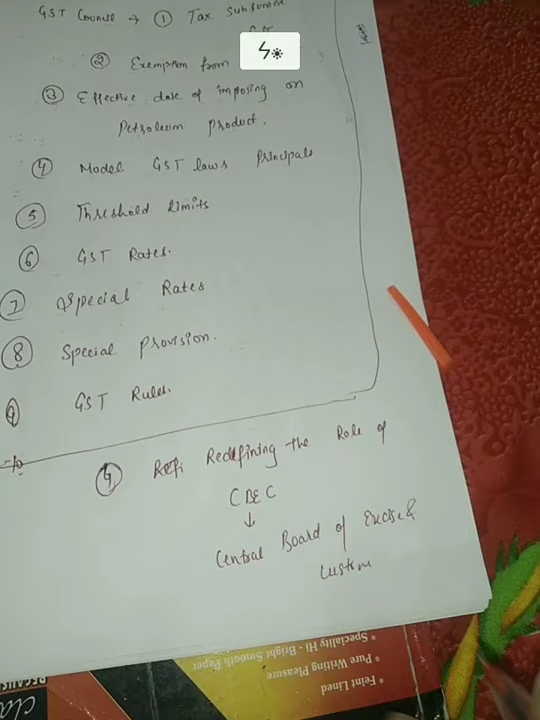 GST Council → ① Tax Subsumed
② Exemption from
③ Effective date of imposing on
Petroleum product.
④ Model GST laws principals
⑤ Threshold limits
⑥ GST Rates.
⑦ Special Rates
⑧ Special provision.
⑨ GST Rules.
④ Redefining the Role of
CBEC
↓
Central Board of Excise &
Custom
* Feint Lined
* Pure Writing Pleasure
* Speciality Hi - Bright Smooth Paper